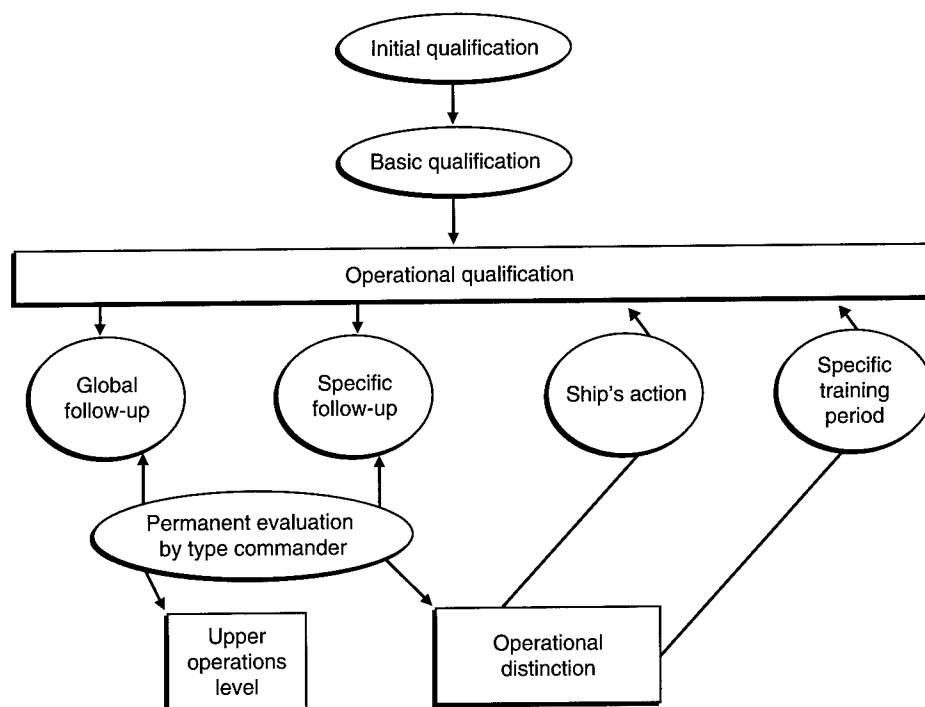 Initial qualification
Basic qualification
Operational qualification
Global
follow-up
Specific
follow-up
Ship's action
Specific
training
period
Permanent evaluation
by type commander
Upper
operations
level
Operational
distinction